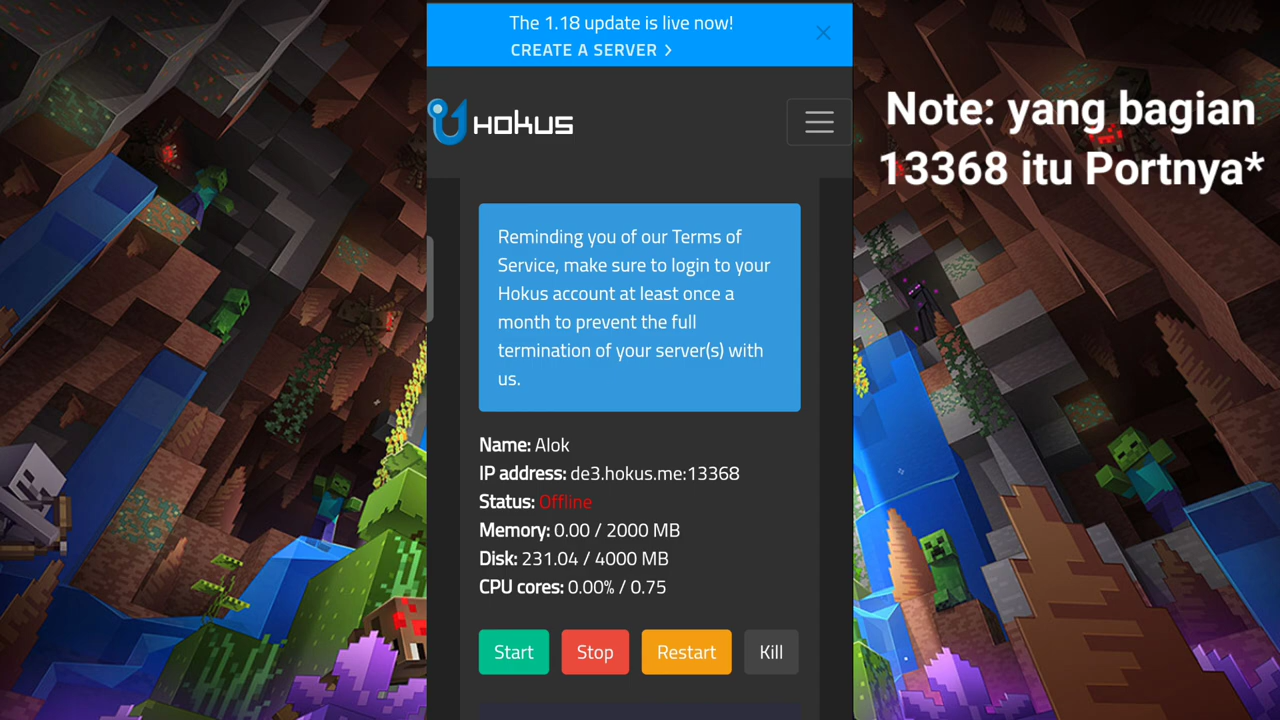 The 1.18 update is live now!
CREATE A SERVER >
HOKUS
Note: yang bagian
13368 itu Portnya*
Reminding you of our Terms of
Service, make sure to login to your
Hokus account at least once a
month to prevent the full
termination of your server(s) with
us.
Name: Alok
IP address: de3.hokus.me:13368
Status: Offline
Memory: 0.00 / 2000 MB
Disk: 231.04 / 4000 MB
CPU cores: 0.00% / 0.75
Start Stop Restart Kill